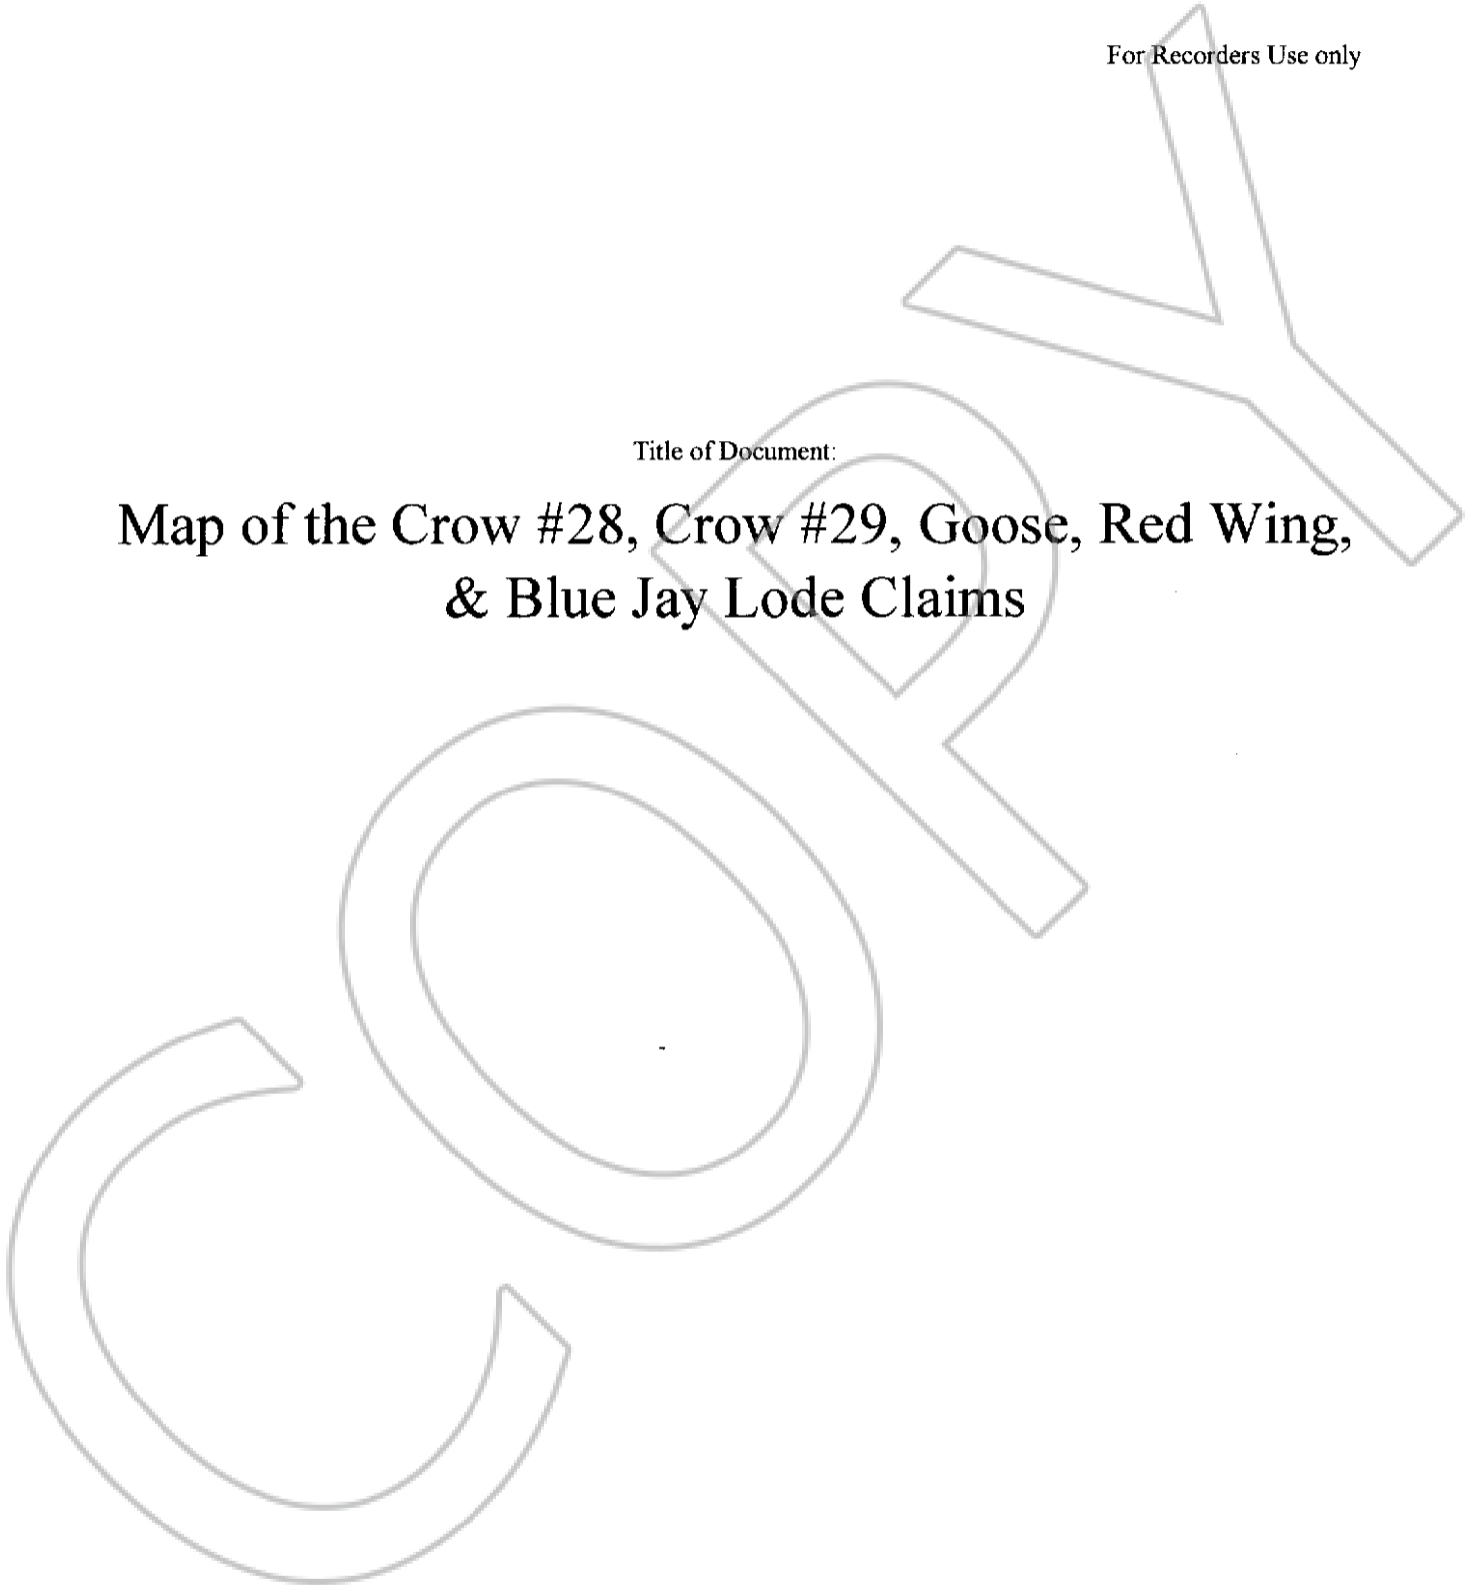 For Recorders Use only
Title of Document:
Map of the Crow #28, Crow #29, Goose, Red Wing,
& Blue Jay Lode Claims
COPY